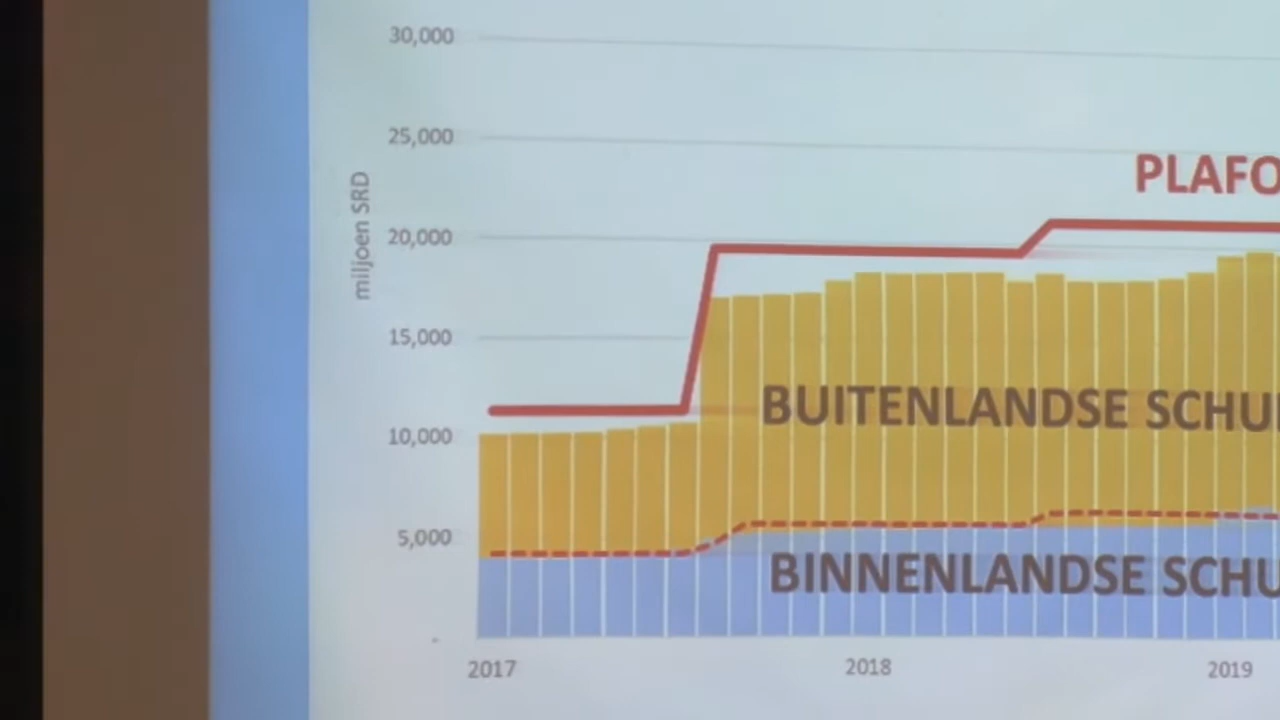 30,000
25,000
PLAFO
miljoen SRD
20,000
15,000
BUITENLANDSE SCHU
10,000
5,000
BINNENLANDSE SCHU
-
2017 2018 2019